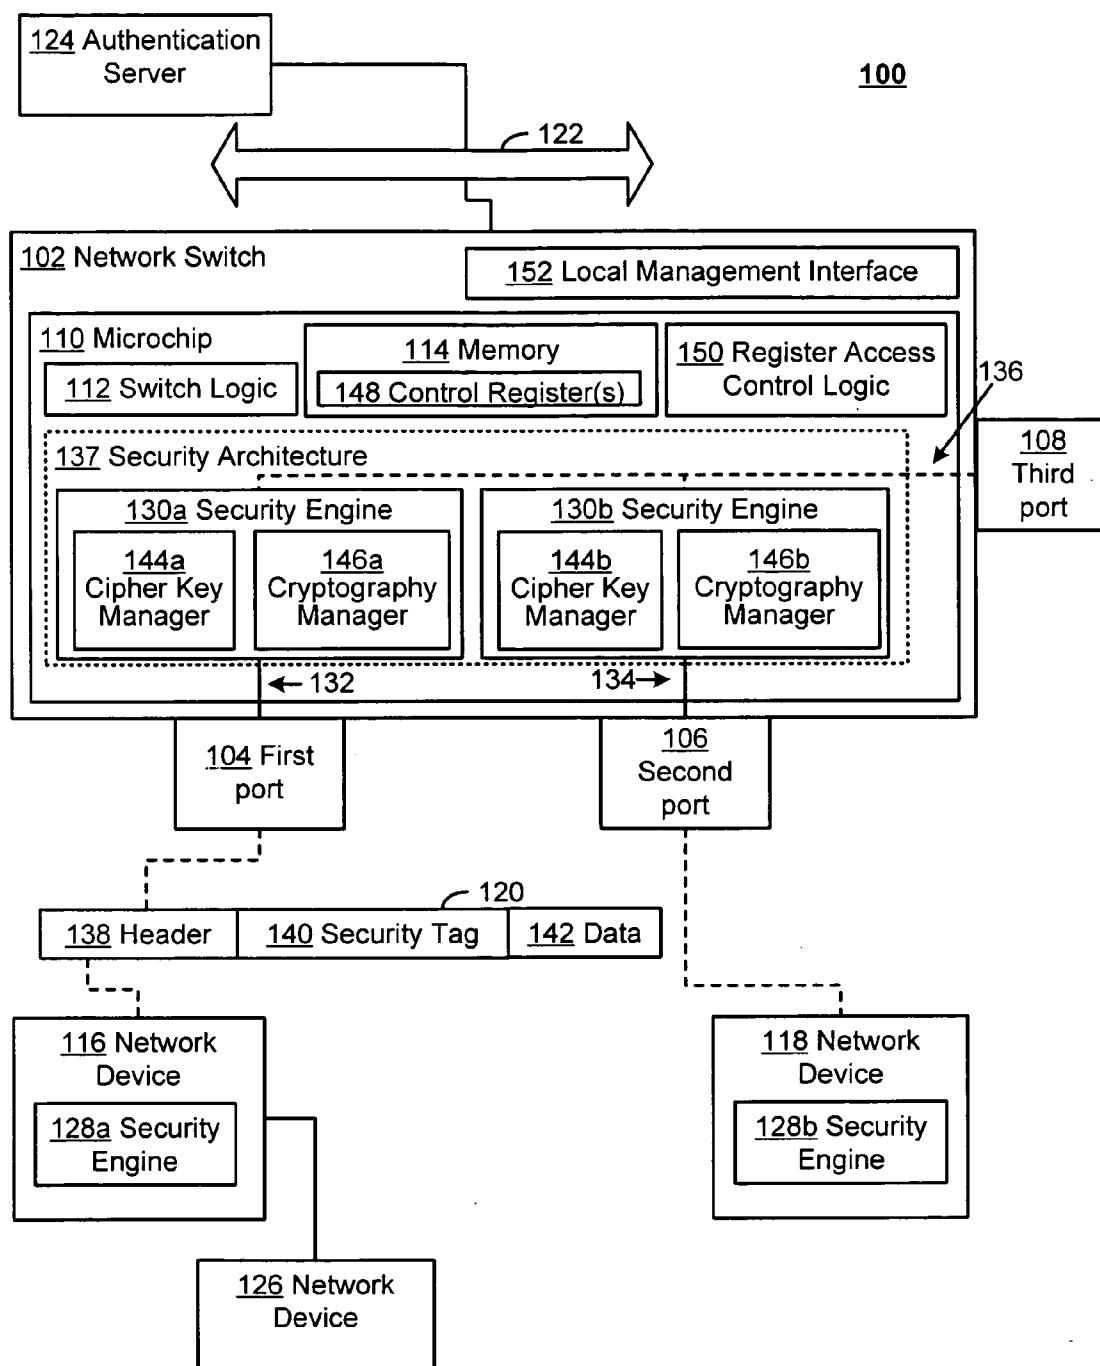 124 Authentication
Server
100
122
102 Network Switch
152 Local Management Interface
110 Microchip
112 Switch Logic
114 Memory
148 Control Register(s)
150 Register Access
Control Logic
136
108
Third
port
137 Security Architecture
130a Security Engine
144a
Cipher Key
Manager
146a
Cryptography
Manager
130b Security Engine
144b
Cipher Key
Manager
146b
Cryptography
Manager
132
134
104 First
port
106
Second
port
120
138 Header
140 Security Tag
142 Data
116 Network
Device
128a Security
Engine
118 Network
Device
128b Security
Engine
126 Network
Device